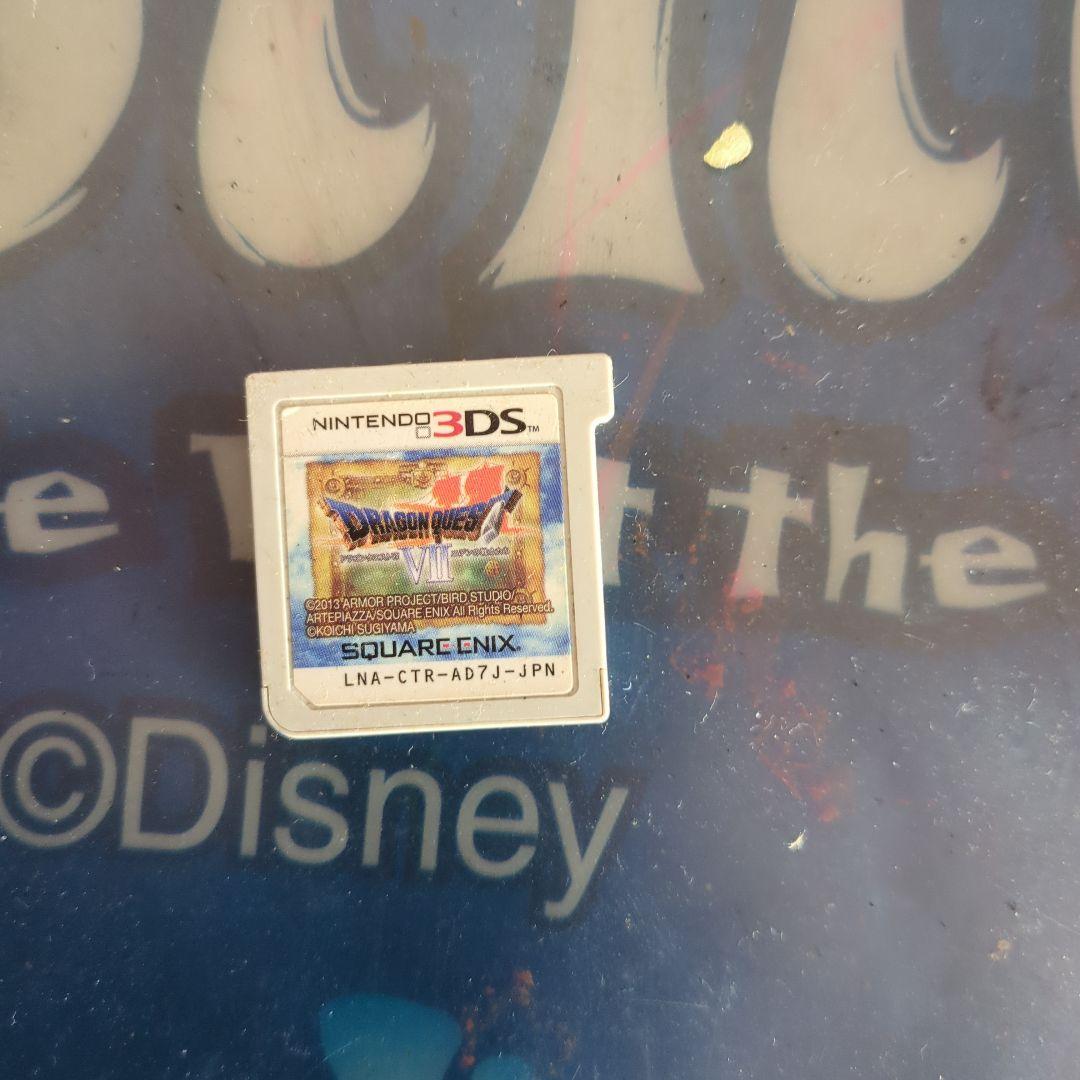 NINTENDO 3DS™
DRAGON QUEST
VII
©2013 ARMOR PROJECT/BIRD STUDIO/
ARTEPIAZZA/SQUARE ENIX All Rights Reserved.
©KOICHI SUGIYAMA
SQUARE ENIX®
LNA-CTR-AD7J-JPN
the
©Disney